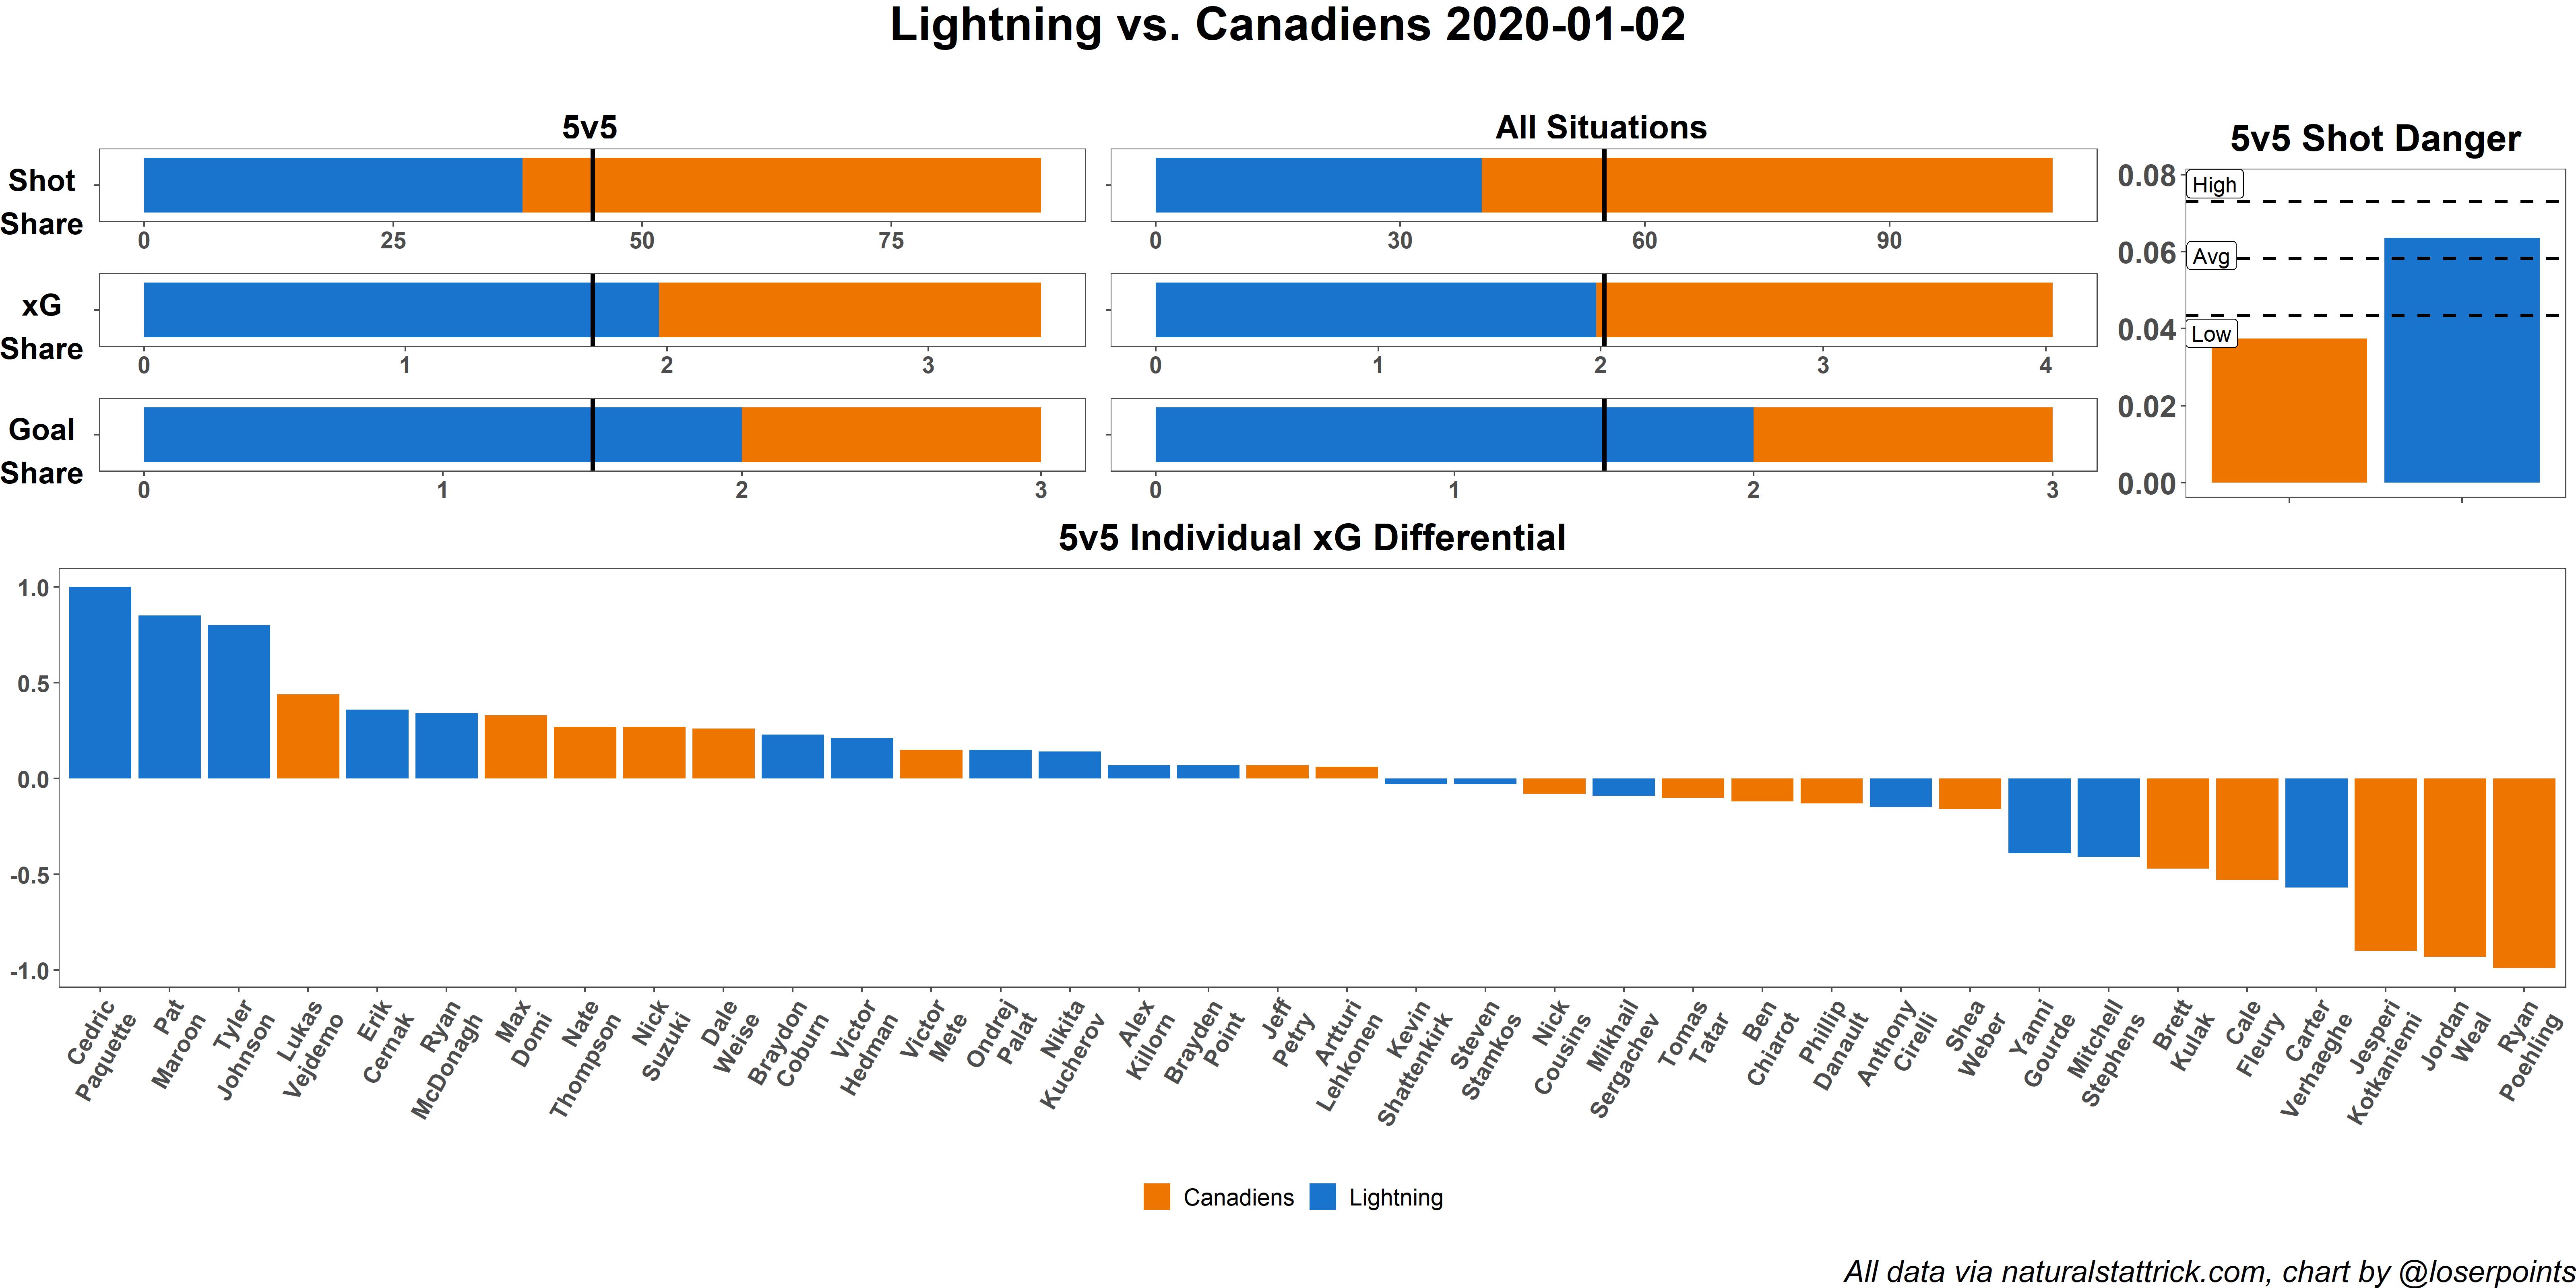 Lightning vs. Canadiens 2020-01-02
5v5
All Situations
5v5 Shot Danger
Shot
Share
0 25 50 75
0 30 60 90
xG
Share
0 1 2 3
0 1 2 3 4
Goal
Share
0 1 2 3
0 1 2 3
0.08
0.06
0.04
0.02
0.00
High
Avg
Low
5v5 Individual xG Differential
1.0
0.5
0.0
-0.5
-1.0
Cedric
Paquette
Pat
Maroon
Tyler
Johnson
Lukas
Vejdemo
Erik
Cernak
Ryan
McDonagh
Max
Domi
Nate
Thompson
Nick
Suzuki
Dale
Weise
Braydon
Coburn
Victor
Hedman
Victor
Mete
Ondrej
Palat
Nikita
Kucherov
Alex
Killorn
Brayden
Point
Jeff
Petry
Artturi
Lehkonen
Kevin
Shattenkirk
Steven
Stamkos
Nick
Cousins
Mikhail
Sergachev
Tomas
Tatar
Ben
Chiarot
Phillip
Danault
Anthony
Cirelli
Shea
Weber
Yanni
Gourde
Mitchell
Stephens
Brett
Kulak
Cale
Fleury
Carter
Verhaeghe
Jesperi
Kotkaniemi
Jordan
Weal
Ryan
Poehling
Canadiens Lightning
All data via naturalstattrick.com, chart by @loserpoints